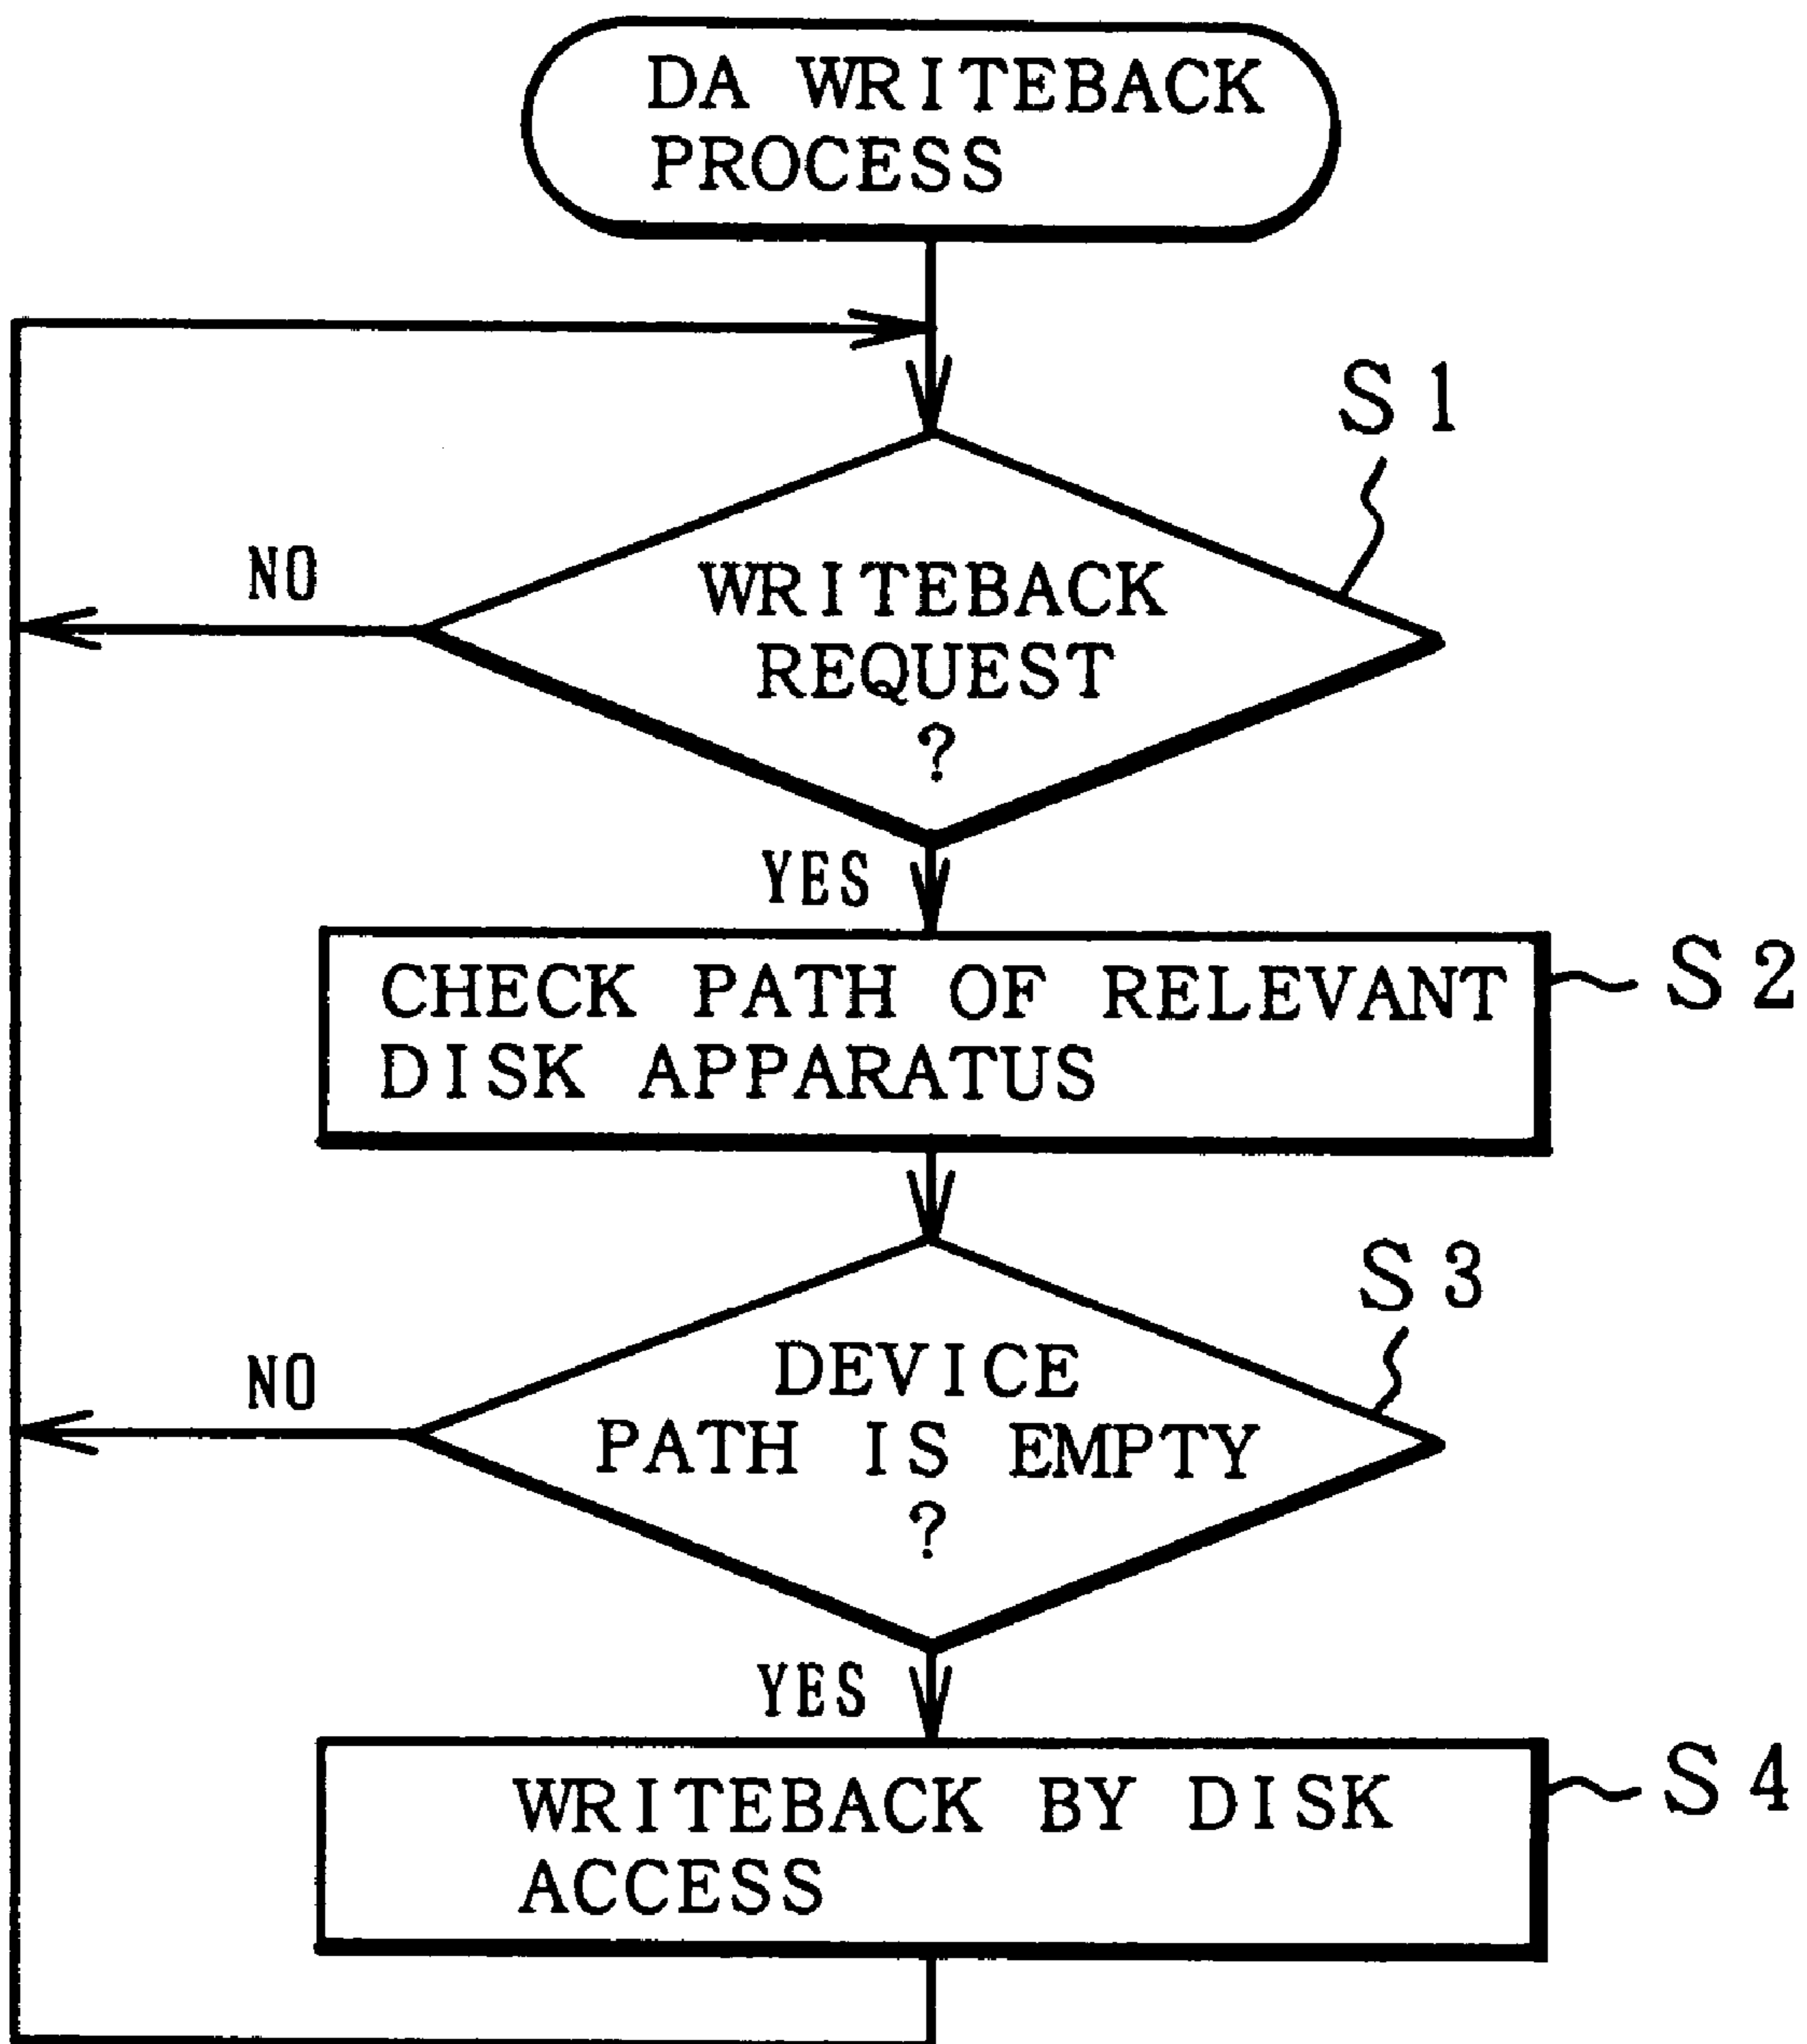 DA WRITEBACK
PROCESS
S1
NO
WRITEBACK
REQUEST
?
YES
CHECK PATH OF RELEVANT
DISK APPARATUS
S2
S3
NO
DEVICE
PATH IS EMPTY
?
YES
WRITEBACK BY DISK
ACCESS
S4